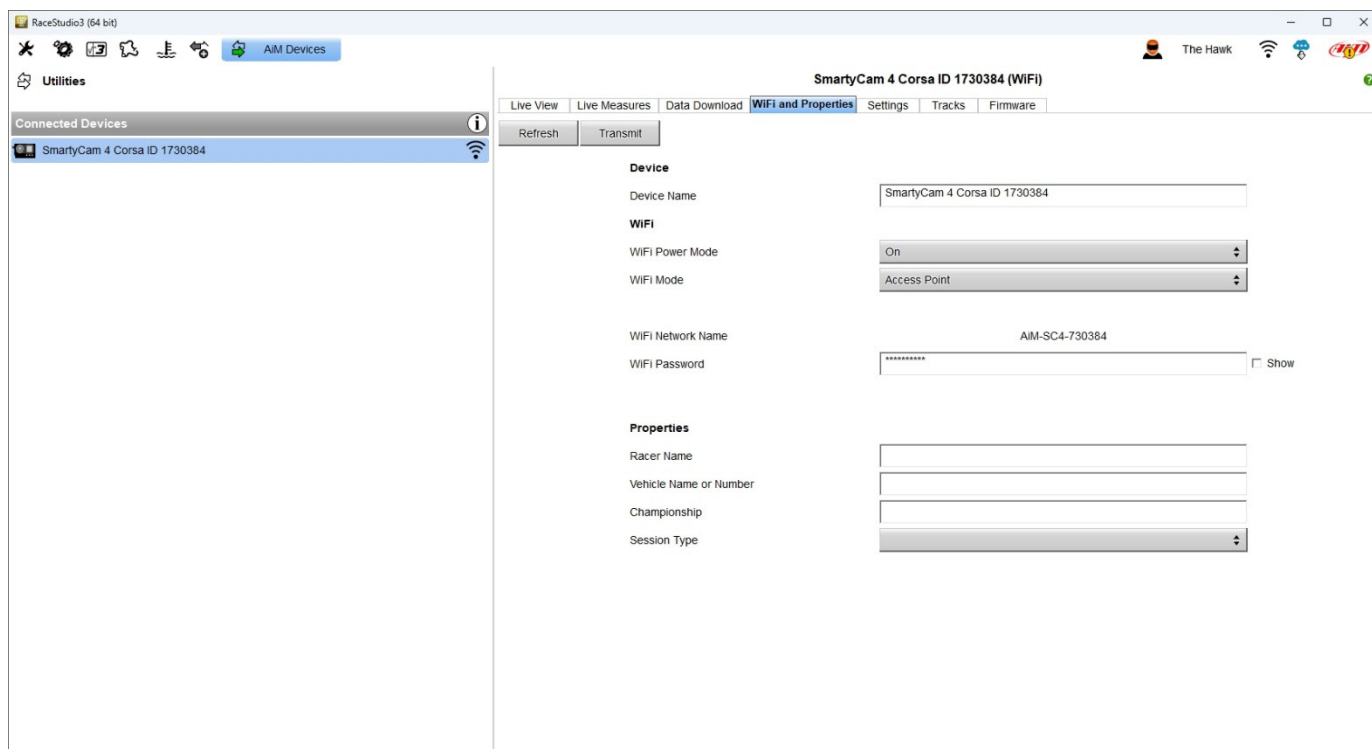 RaceStudio3 (64 bit)
AiM Devices
The Hawk
Utilities
SmartyCam 4 Corsa ID 1730384 (WiFi)
Live View Live Measures Data Download WiFi and Properties Settings Tracks Firmware
Connected Devices
Refresh Transmit
SmartyCam 4 Corsa ID 1730384
Device
Device Name SmartyCam 4 Corsa ID 1730384
WiFi
WiFi Power Mode On
WiFi Mode Access Point
WiFi Network Name AiM-SC4-730384
WiFi Password ********** Show
Properties
Racer Name
Vehicle Name or Number
Championship
Session Type